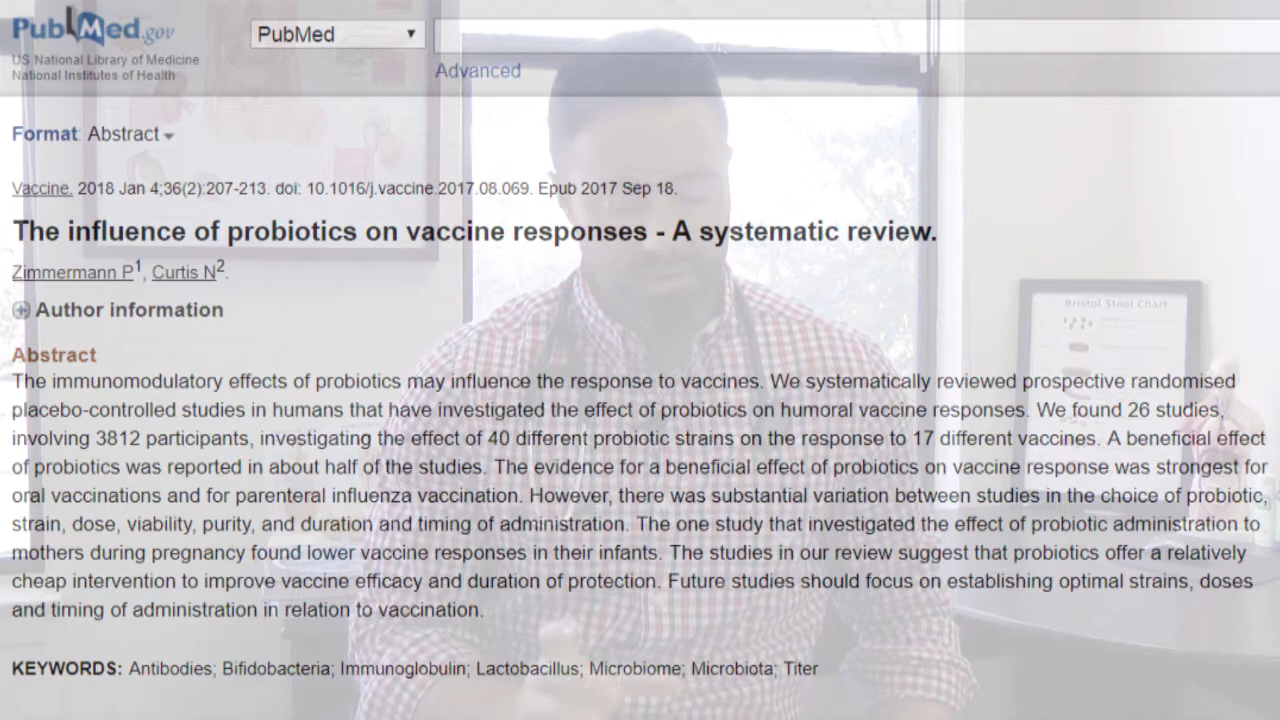 PubMed.gov
US National Library of Medicine
National Institutes of Health
PubMed
Advanced
Format: Abstract
Vaccine. 2018 Jan 4;36(2):207-213. doi: 10.1016/j.vaccine.2017.08.069. Epub 2017 Sep 18.
The influence of probiotics on vaccine responses - A systematic review.
Zimmermann P1, Curtis N2.
Author information
Bristol Stool Chart
Abstract
The immunomodulatory effects of probiotics may influence the response to vaccines. We systematically reviewed prospective randomised
placebo-controlled studies in humans that have investigated the effect of probiotics on humoral vaccine responses. We found 26 studies,
involving 3812 participants, investigating the effect of 40 different probiotic strains on the response to 17 different vaccines. A beneficial effect
of probiotics was reported in about half of the studies. The evidence for a beneficial effect of probiotics on vaccine response was strongest for
oral vaccinations and for parenteral influenza vaccination. However, there was substantial variation between studies in the choice of probiotic,
strain, dose, viability, purity, and duration and timing of administration. The one study that investigated the effect of probiotic administration to
mothers during pregnancy found lower vaccine responses in their infants. The studies in our review suggest that probiotics offer a relatively
cheap intervention to improve vaccine efficacy and duration of protection. Future studies should focus on establishing optimal strains, doses
and timing of administration in relation to vaccination.
KEYWORDS: Antibodies; Bifidobacteria; Immunoglobulin; Lactobacillus; Microbiome; Microbiota; Titer